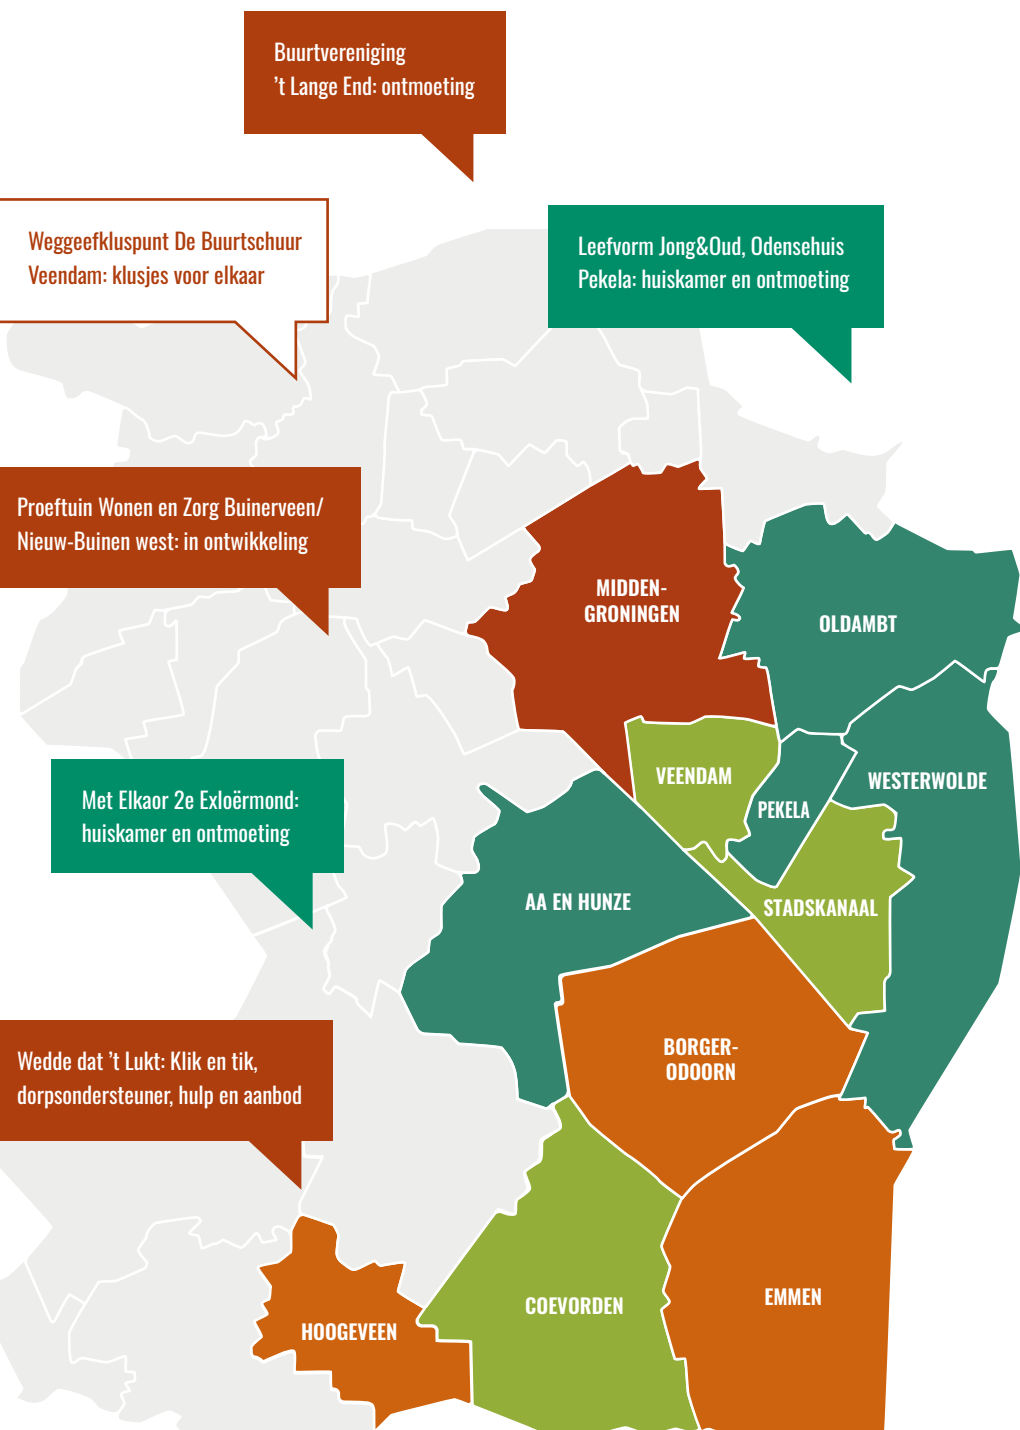 Buurtvereniging
’t Lange End: ontmoeting
Weggeefkluspunt De Buurtschuur
Veendam: klusjes voor elkaar
Leefvorm Jong&Oud, Odensehuis
Pekela: huiskamer en ontmoeting
Proeftuin Wonen en Zorg Buinerveen/
Nieuw-Buinen west: in ontwikkeling
MIDDEN-
GRONINGEN
OLDAMBT
VEENDAM
WESTERWOLDE
PEKELA
Met Elkaor 2e Exloërmond:
huiskamer en ontmoeting
AA EN HUNZE
STADSKANAAL
BORGER-
ODOORN
Wedde dat ’t Lukt: Klik en tik,
dorpsondersteuner, hulp en aanbod
EMMEN
COEVORDEN
HOOGEVEEN